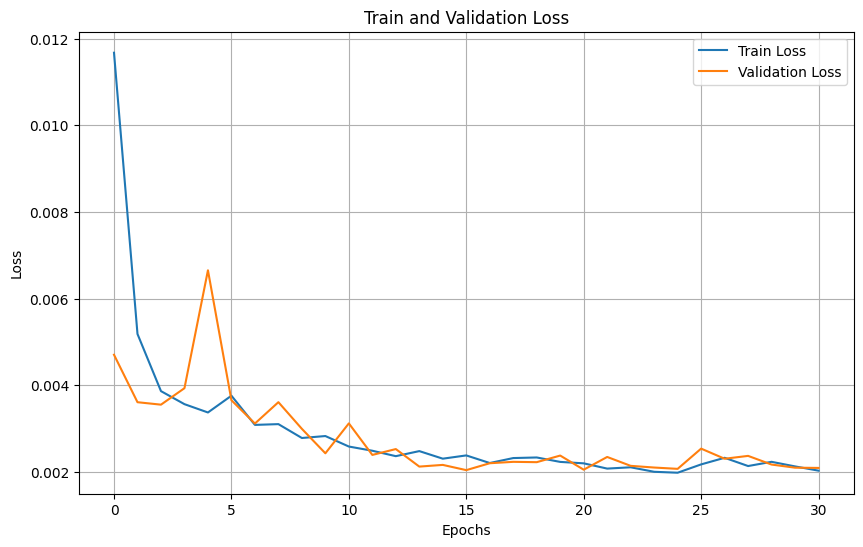 Train and Validation Loss
Train Loss
Validation Loss
0.012
0.010
0.008
0.006
0.004
0.002
Loss
0 5 10 15 20 25 30
Epochs